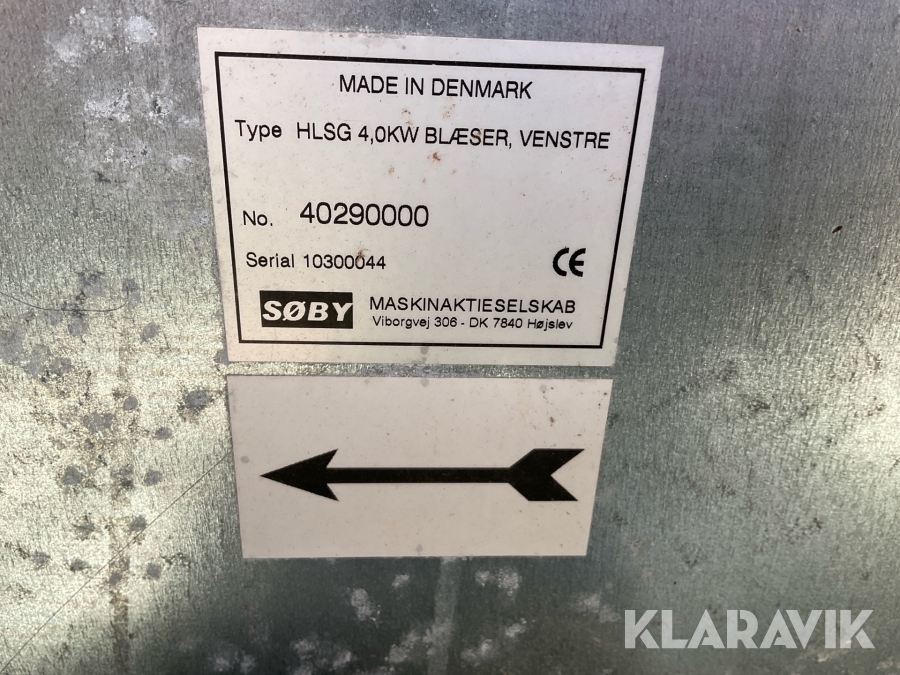 MADE IN DENMARK
Type HLSG 4,0KW BLÆSER, VENSTRE
No. 40290000
Serial 10300044
CE
SØBY MASKINAKTIESELSKAB
Viborgvej 306 - DK 7840 Højslev
KLARAVIK